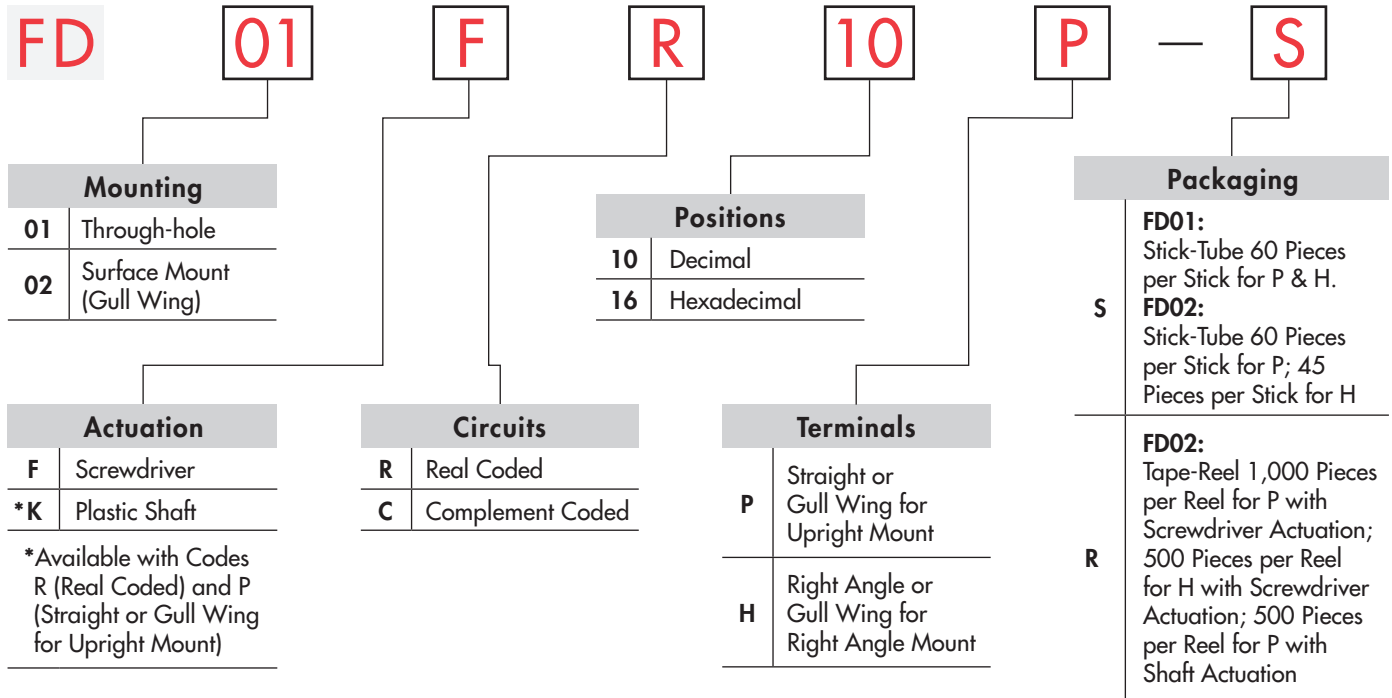 FD 01 F R 10 P — S
Mounting
01 Through-hole
02 Surface Mount
(Gull Wing)
Positions
10 Decimal
16 Hexadecimal
Packaging
S
FD01:
Stick-Tube 60 Pieces
per Stick for P & H.
FD02:
Stick-Tube 60 Pieces
per Stick for P; 45
Pieces per Stick for H
R
FD02:
Tape-Reel 1,000 Pieces
per Reel for P with
Screwdriver Actuation;
500 Pieces per Reel
for H with Screwdriver
Actuation; 500 Pieces
per Reel for P with
Shaft Actuation
Actuation
F Screwdriver
*K Plastic Shaft
*Available with Codes
R (Real Coded) and P
(Straight or Gull Wing
for Upright Mount)
Circuits
R Real Coded
C Complement Coded
Terminals
P
Straight or
Gull Wing for
Upright Mount
H
Right Angle or
Gull Wing for
Right Angle Mount